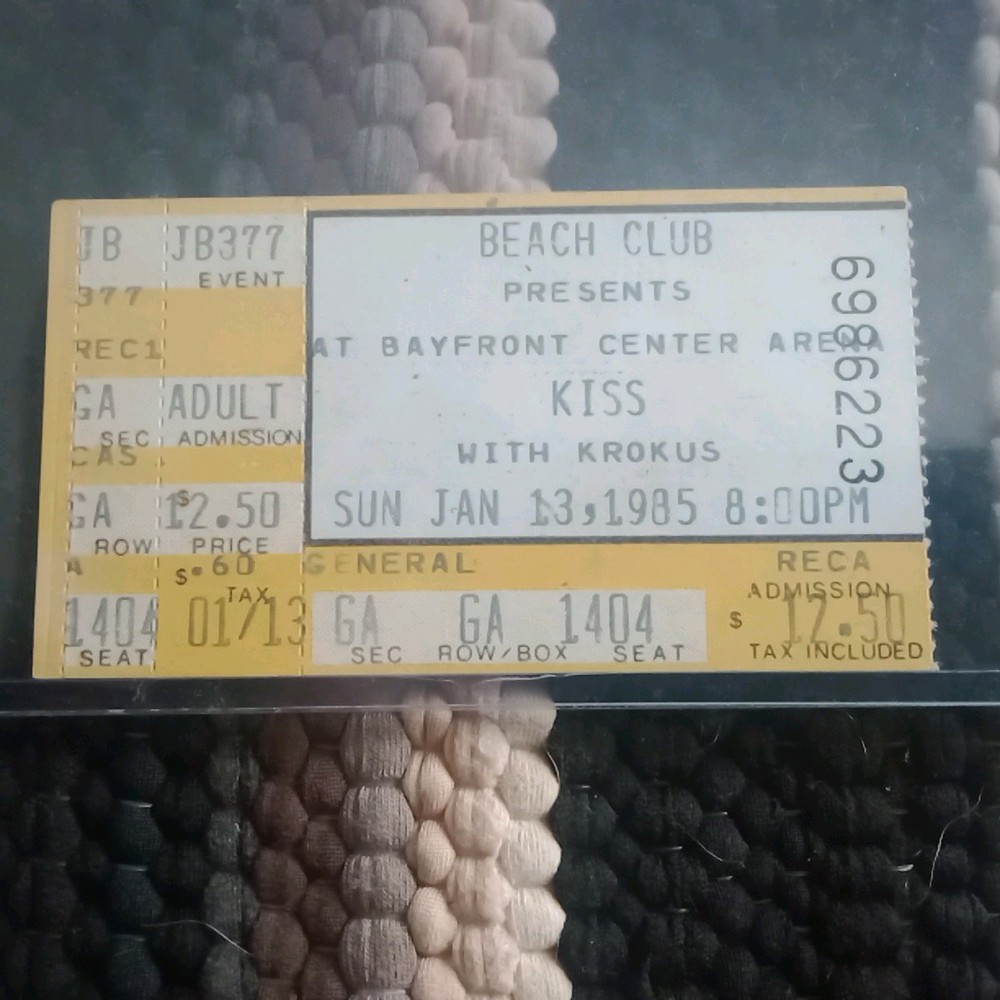 JB JB377 BEACH CLUB
EVENT
377 PRESENTS
REC1 AT BAYFRONT CENTER ARENA
GA ADULT KISS
SEC ADMISSION
CAS WITH KROKUS
GA $12.50 SUN JAN 13,1985 8:00PM
ROW PRICE
6986223
A $.60 GENERAL RECA
TAX ADMISSION
1404 01/13 GA GA 1404 $ 12.50
SEAT SEC ROW/BOX SEAT TAX INCLUDED